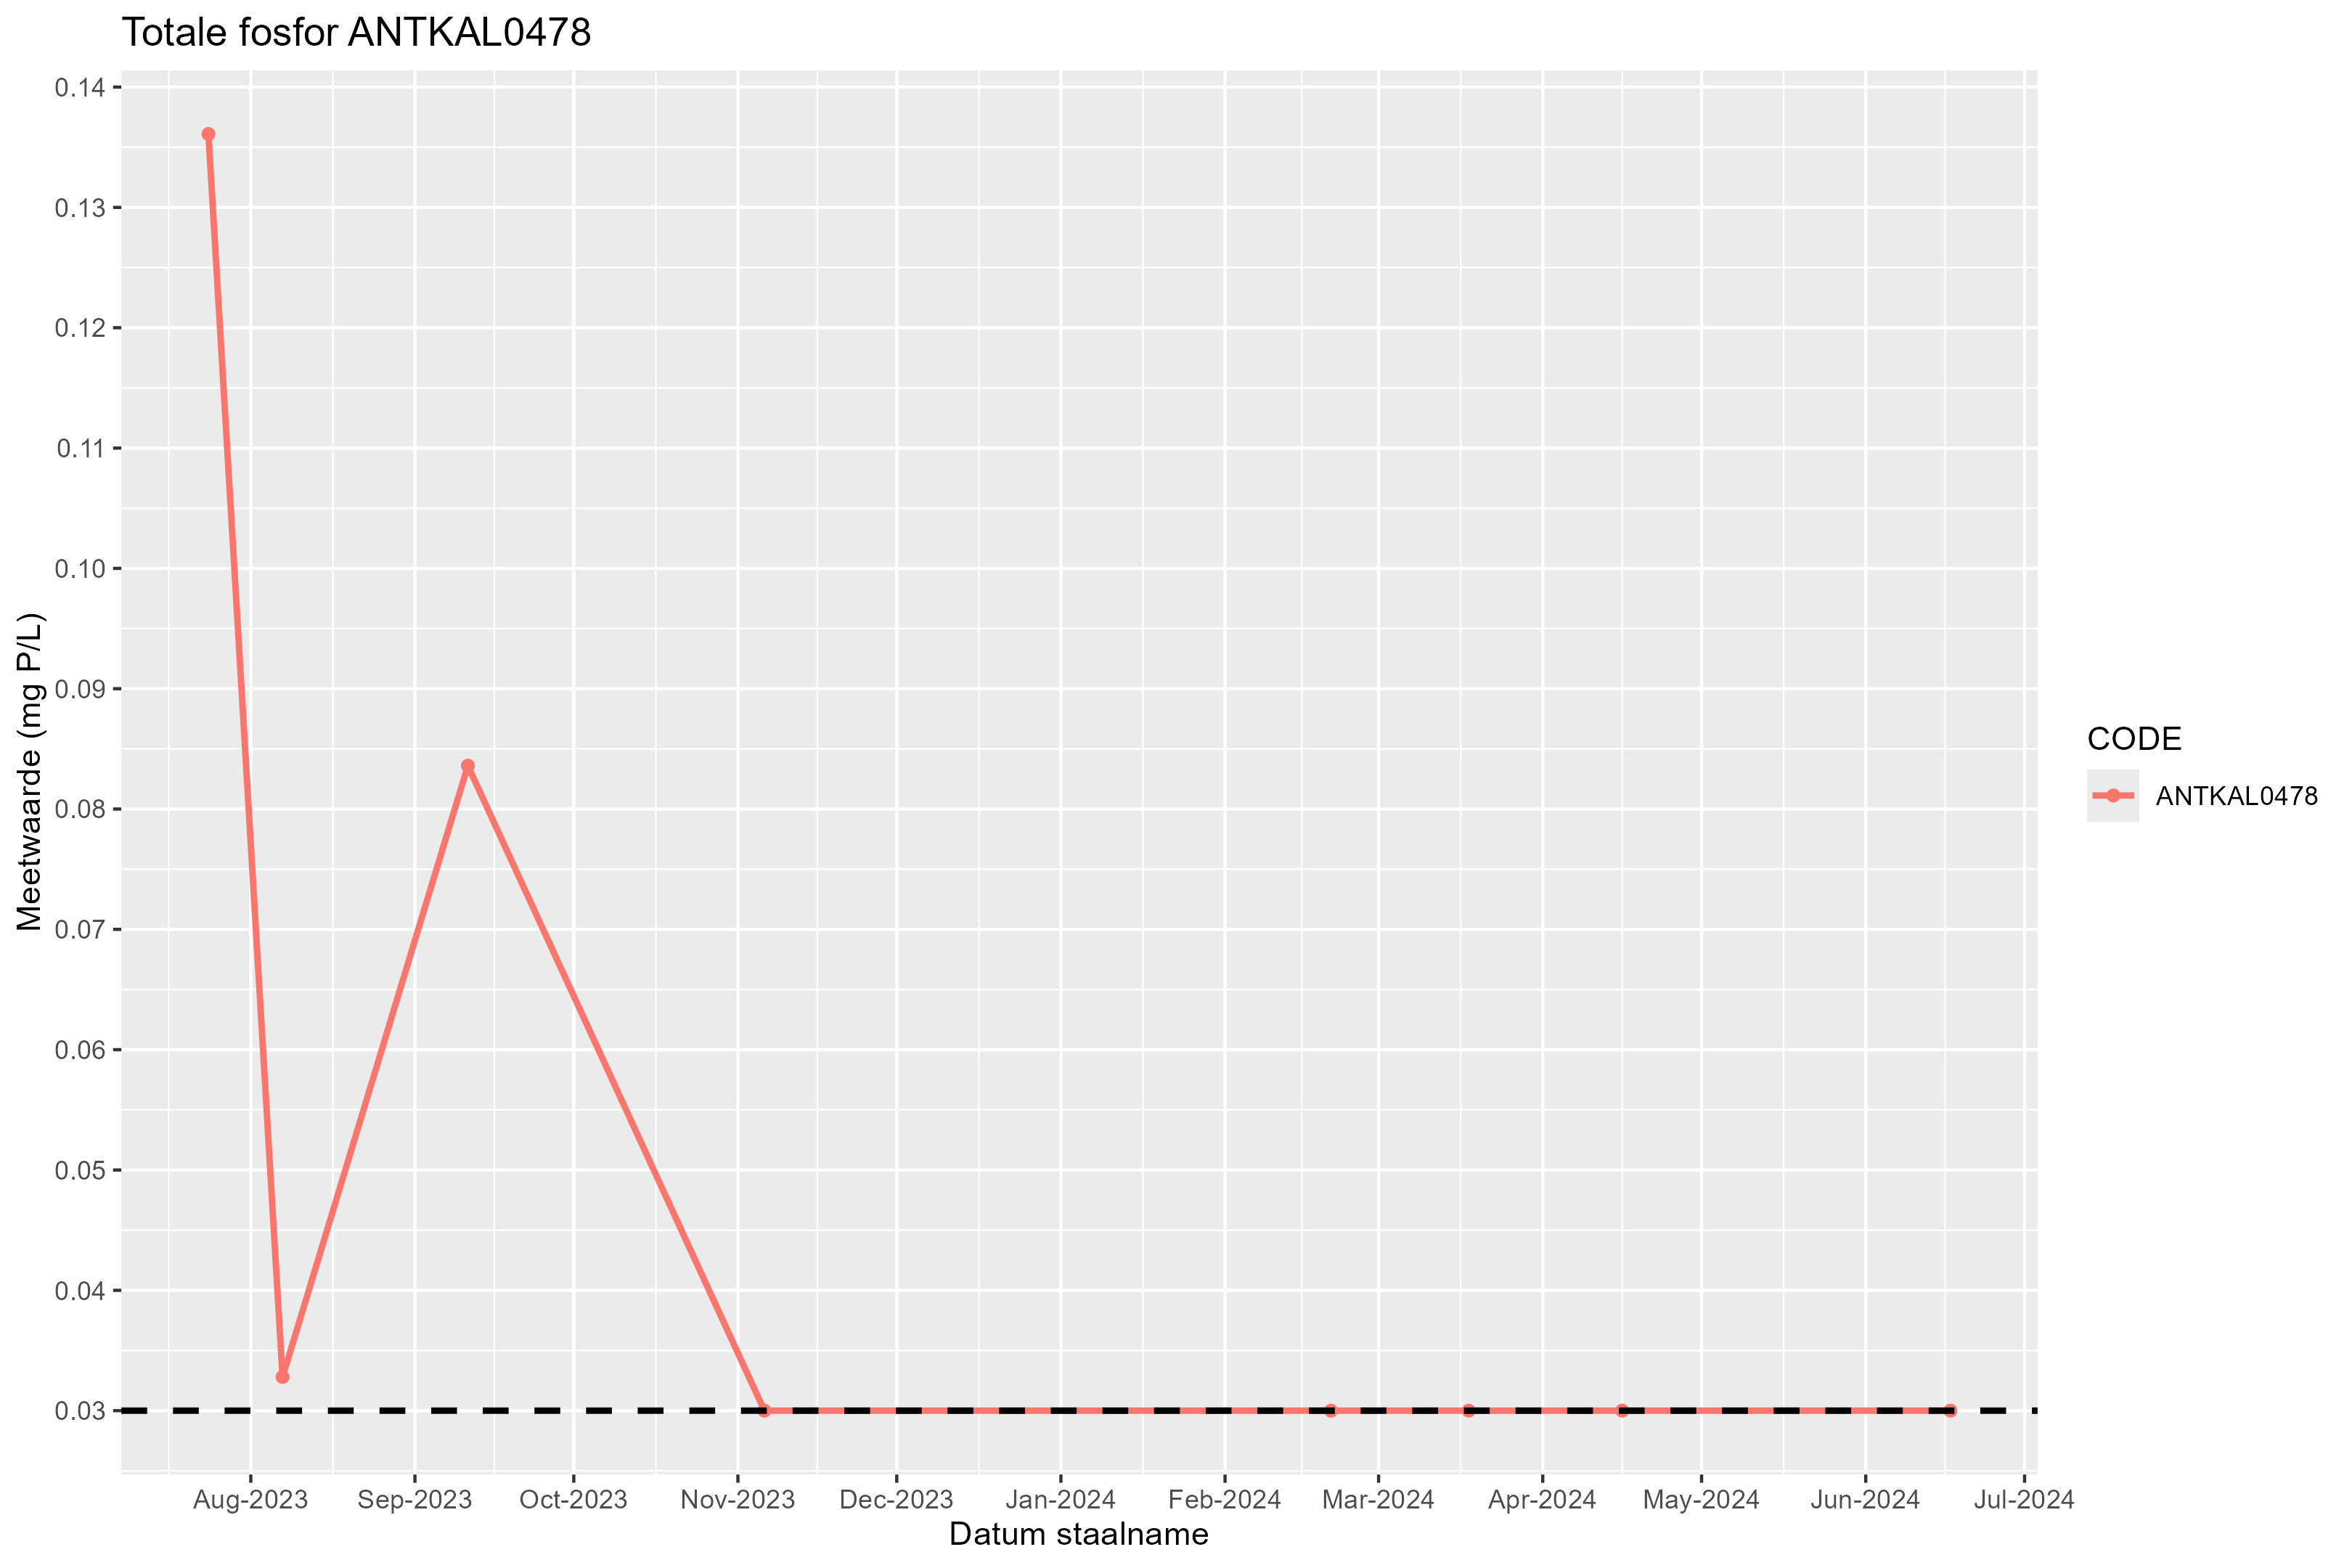 Totale fosfor ANTKAL0478
0.14
0.13
0.12
0.11
0.10
0.09
0.08
0.07
0.06
0.05
0.04
0.03
Meetwaarde (mg P/L)
Aug-2023 Sep-2023 Oct-2023 Nov-2023 Dec-2023 Jan-2024 Feb-2024 Mar-2024 Apr-2024 May-2024 Jun-2024 Jul-2024
Datum staalname
CODE
ANTKAL0478